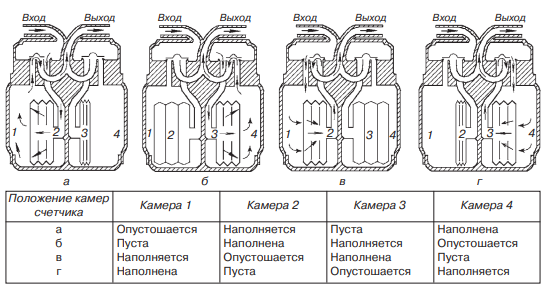 Вход Выход Вход Выход Вход Выход Вход Выход
1 2 3 4 1 2 3 4 1 2 3 4 1 2 3 4
а б в г
Положение камер счетчика Камера 1 Камера 2 Камера 3 Камера 4
а Опустошается Наполняется Пуста Наполнена
б Пуста Наполнена Наполняется Опустошается
в Наполняется Опустошается Наполнена Пуста
г Наполнена Пуста Опустошается Наполняется